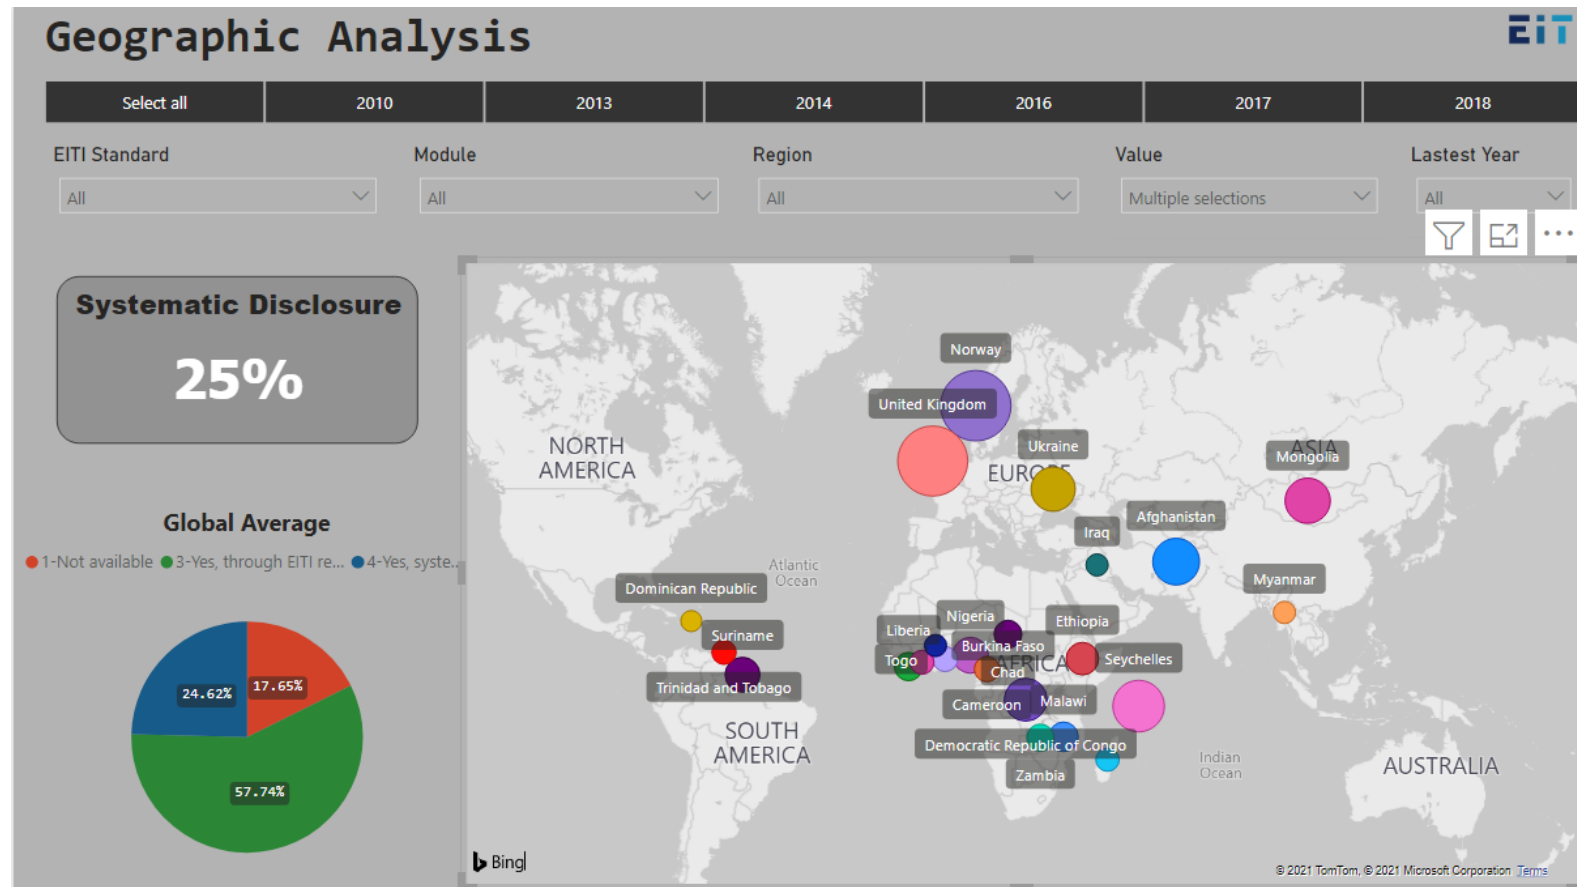 Geographic Analysis
EiT
Select all 2010 2013 2014 2016 2017 2018
EITI Standard Module Region Value Lastest Year
All All All Multiple selections All
Systematic Disclosure
25%
Global Average
1-Not available 3-Yes, through EITI re... 4-Yes, syste...
24.62% 17.65%
57.74%
Norway
United Kingdom
NORTH
AMERICA
Ukraine
EUROPE
ASIA
Mongolia
Afghanistan
Iraq
Atlantic
Ocean
Myanmar
Dominican Republic
Nigeria
Ethiopia
Liberia
Suriname
Burkina Faso
Togo
AFRICA
Seychelles
Chad
Trinidad and Tobago
Cameroon
Malawi
SOUTH
AMERICA
Democratic Republic of Congo
Indian
Ocean
Zambia
AUSTRALIA
Bing
© 2021 TomTom, © 2021 Microsoft Corporation Terms